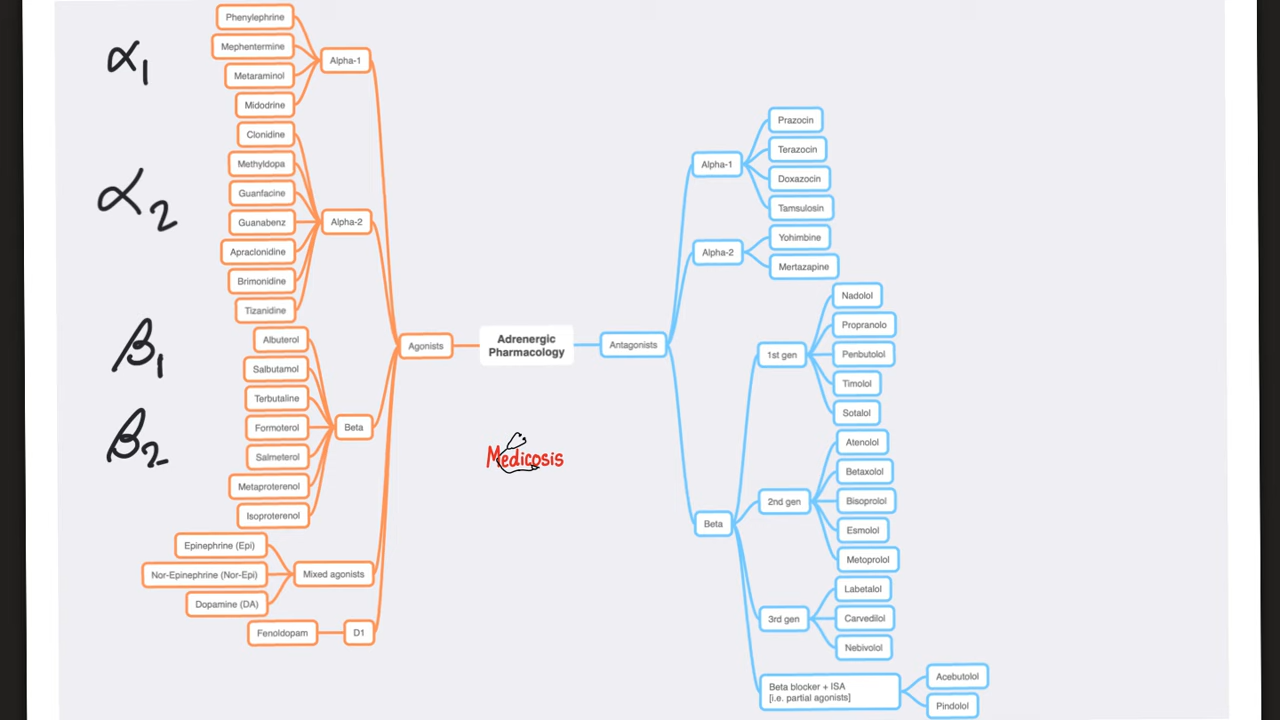 α1
α2
β1
β2
Phenylephrine
Mephentermine
Metaraminol
Midodrine
Alpha-1
Clonidine
Methyldopa
Guanfacine
Guanabenz
Apraclonidine
Brimonidine
Tizanidine
Alpha-2
Albuterol
Salbutamol
Terbutaline
Formoterol
Salmeterol
Metaproterenol
Isoproterenol
Beta
Epinephrine (Epi)
Nor-Epinephrine (Nor-Epi)
Dopamine (DA)
Mixed agonists
Fenoldopam
D1
Agonists
Adrenergic
Pharmacology
Medicosis
Antagonists
Alpha-1
Prazocin
Terazocin
Doxazocin
Tamsulosin
Alpha-2
Yohimbine
Mertazapine
Beta
1st gen
Nadolol
Propranolo
Penbutolol
Timolol
Sotalol
2nd gen
Atenolol
Betaxolol
Bisoprolol
Esmolol
Metoprolol
3rd gen
Labetalol
Carvedilol
Nebivolol
Beta blocker + ISA
[i.e. partial agonists]
Acebutolol
Pindolol